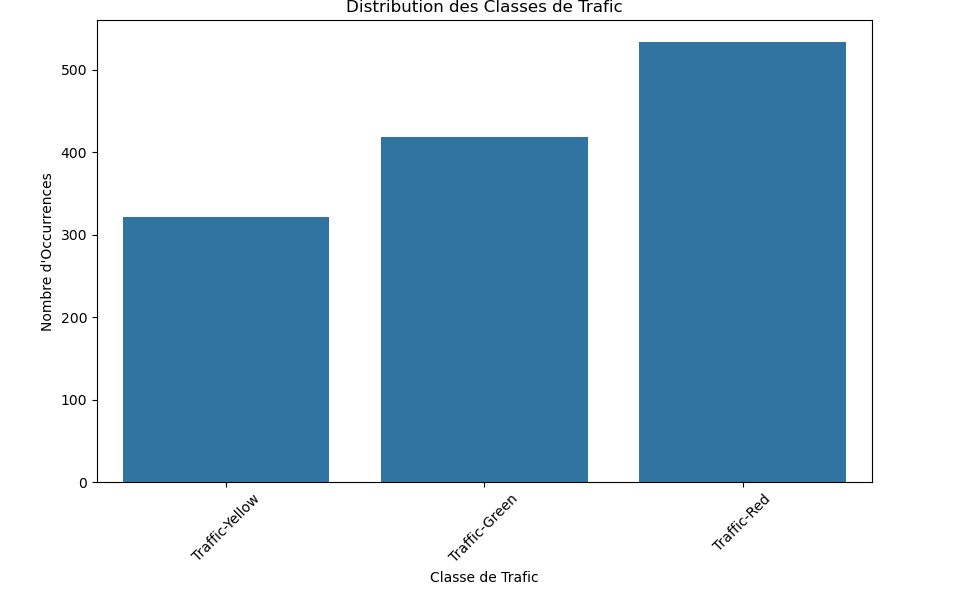 Distribution des Classes de Trafic
Nombre d'Occurrences
500
400
300
200
100
0
Traffic-Yellow
Traffic-Green
Traffic-Red
Classe de Trafic